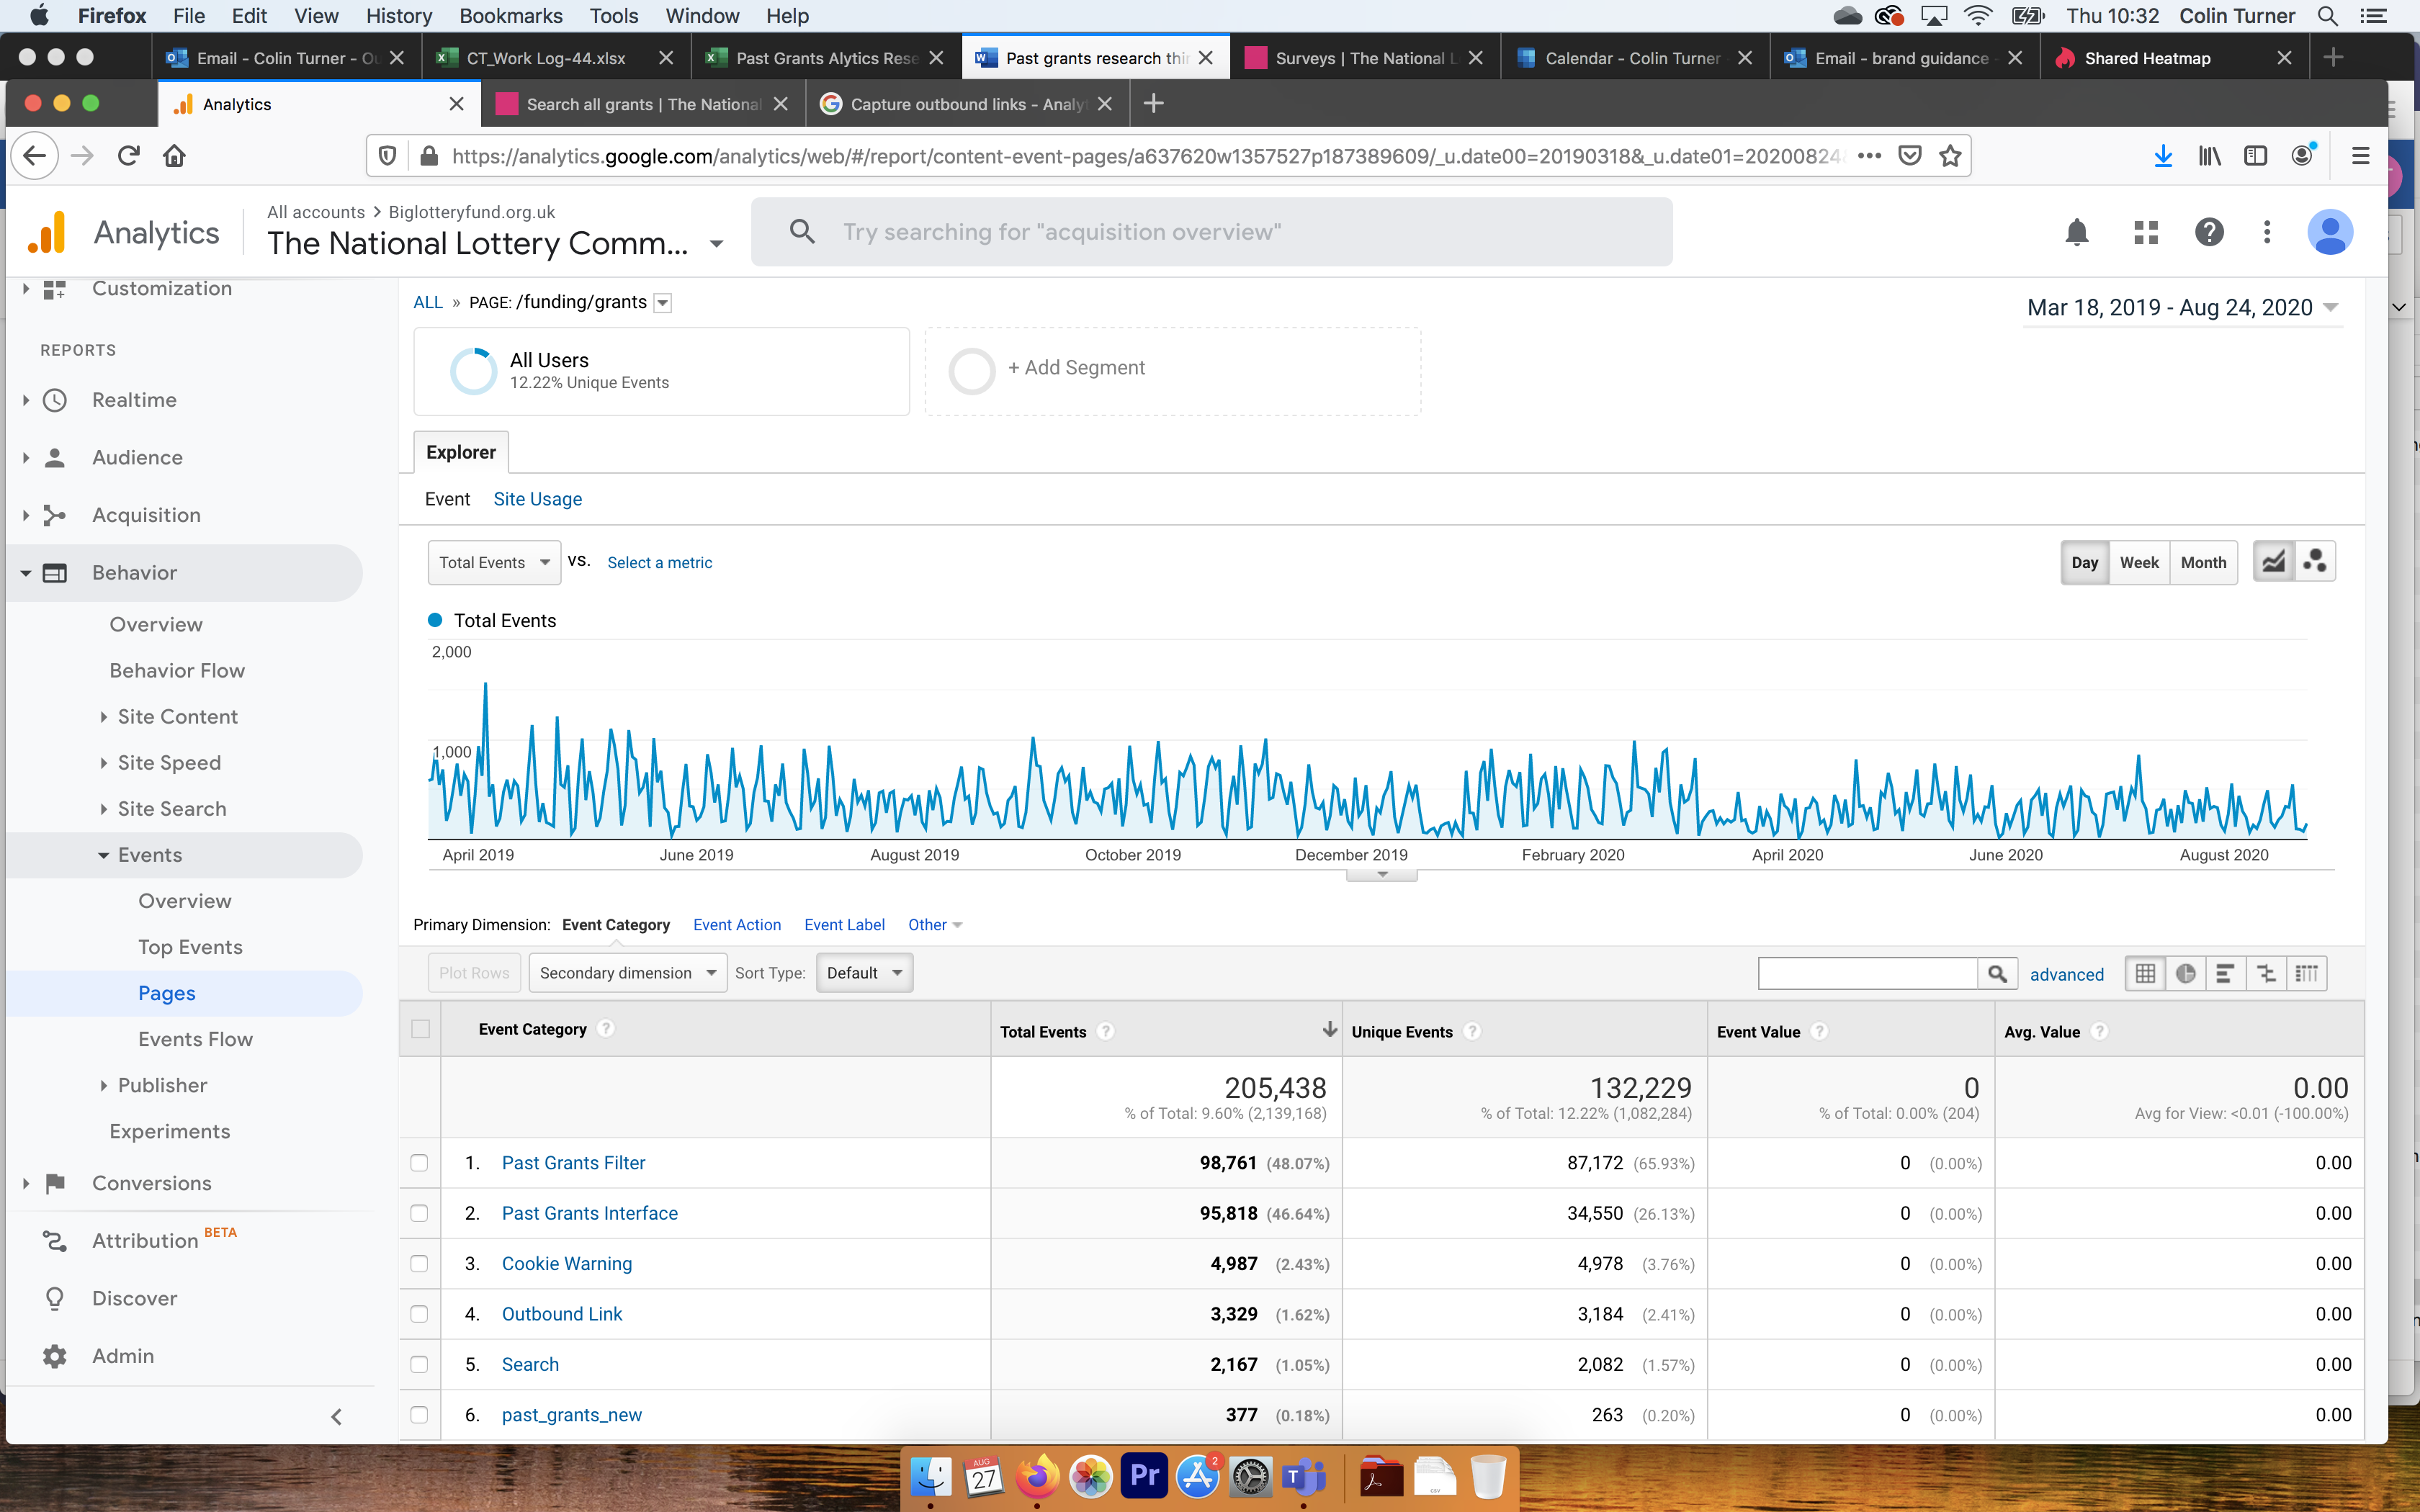 Firefox File Edit View History Bookmarks Tools Window Help Thu 10:32 Colin Turner
Email - Colin Turner - Ou CT_Work Log-44.xlsx Past Grants Alytics Rese Past grants research thin Surveys | The National L Calendar - Colin Turner Email - brand guidance - Shared Heatmap
Analytics Search all grants | The National Capture outbound links - Analyt
https://analytics.google.com/analytics/web/#/report/content-event-pages/a637620w1357527p187389609/_u.date00=20190318&_u.date01=20200824
Analytics
All accounts > Biglotteryfund.org.uk
The National Lottery Comm...
Try searching for "acquisition overview"
Customization
REPORTS
Realtime
Audience
Acquisition
Behavior
Overview
Behavior Flow
Site Content
Site Speed
Site Search
Events
Overview
Top Events
Pages
Events Flow
Publisher
Experiments
Conversions
Attribution BETA
Discover
Admin
ALL » PAGE: /funding/grants
Mar 18, 2019 - Aug 24, 2020
All Users
12.22% Unique Events
+ Add Segment
Explorer
Event Site Usage
Total Events VS. Select a metric
Day Week Month
Total Events
2,000
1,000
April 2019 June 2019 August 2019 October 2019 December 2019 February 2020 April 2020 June 2020 August 2020
Primary Dimension: Event Category Event Action Event Label Other
Plot Rows Secondary dimension Sort Type: Default advanced
Event Category ? Total Events ? Unique Events ? Event Value ? Avg. Value ?
205,438 132,229 0 0.00
% of Total: 9.60% (2,139,168) % of Total: 12.22% (1,082,284) % of Total: 0.00% (204) Avg for View: <0.01 (-100.00%)
1. Past Grants Filter 98,761 (48.07%) 87,172 (65.93%) 0 (0.00%) 0.00
2. Past Grants Interface 95,818 (46.64%) 34,550 (26.13%) 0 (0.00%) 0.00
3. Cookie Warning 4,987 (2.43%) 4,978 (3.76%) 0 (0.00%) 0.00
4. Outbound Link 3,329 (1.62%) 3,184 (2.41%) 0 (0.00%) 0.00
5. Search 2,167 (1.05%) 2,082 (1.57%) 0 (0.00%) 0.00
6. past_grants_new 377 (0.18%) 263 (0.20%) 0 (0.00%) 0.00
AUG
27
Pr
2
T